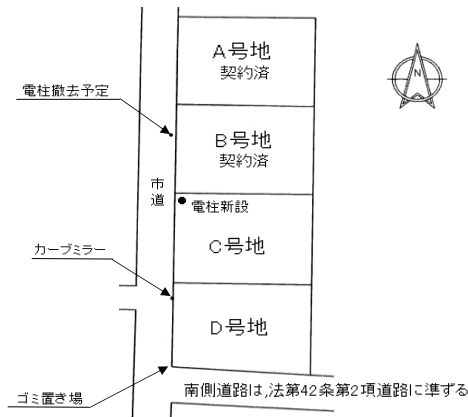 A号地
契約済
N
電柱撤去予定
B号地
契約済
市道
電柱新設
カーブミラー
C号地
D号地
ゴミ置き場
南側道路は,法第42条第2項道路に準ずる